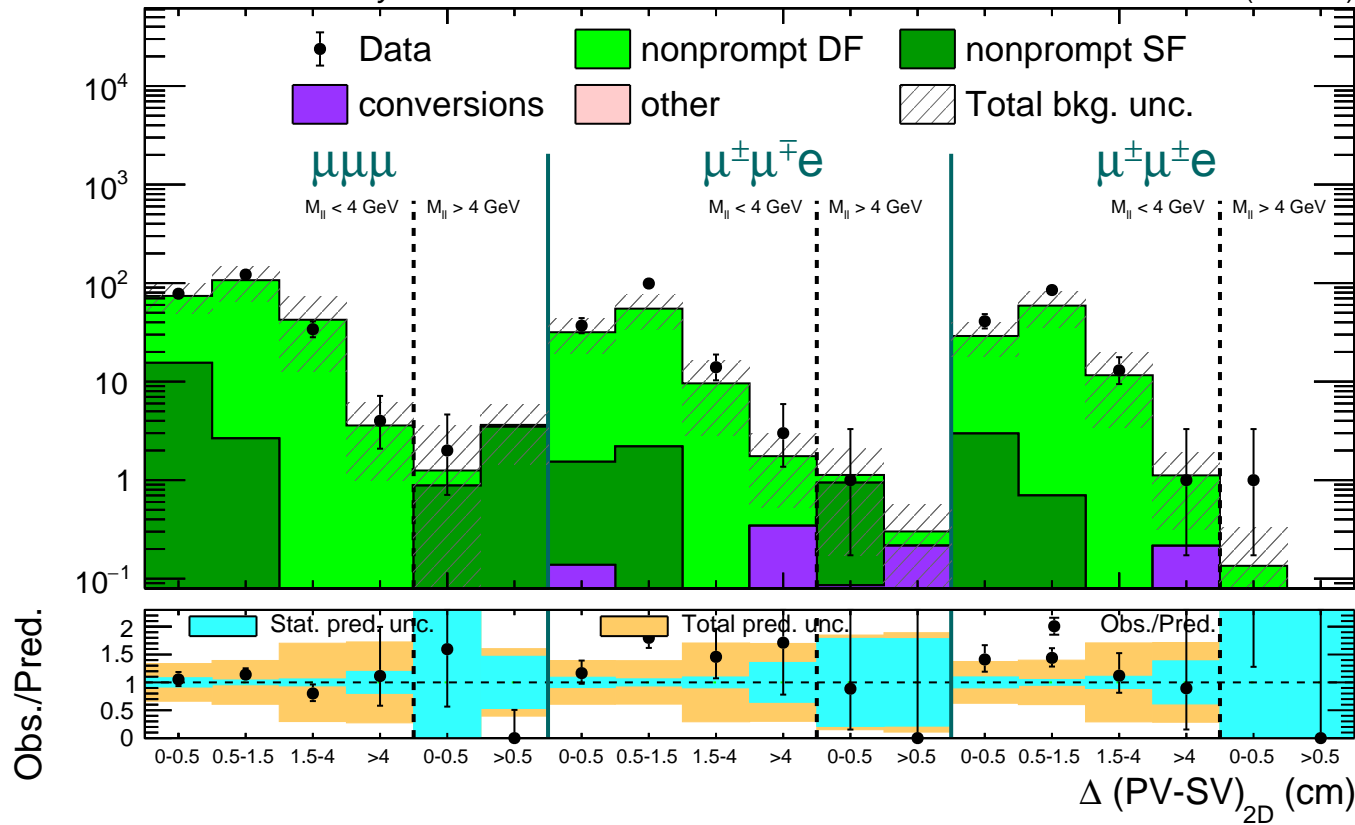 Data nonprompt DF nonprompt SF
conversions other Total bkg. unc.
μμμ μ±μ∓e μ±μ±e
M_ll < 4 GeV M_ll > 4 GeV M_ll < 4 GeV M_ll > 4 GeV M_ll < 4 GeV M_ll > 4 GeV
10⁴
10³
10²
10
1
10⁻¹
Stat. pred. unc. Total pred. unc. Obs./Pred.
Obs./Pred.
2
1.5
1
0.5
0
0-0.5 0.5-1.5 1.5-4 >4 0-0.5 >0.5 0-0.5 0.5-1.5 1.5-4 >4 0-0.5 >0.5 0-0.5 0.5-1.5 1.5-4 >4 0-0.5 >0.5
Δ (PV-SV)_2D (cm)